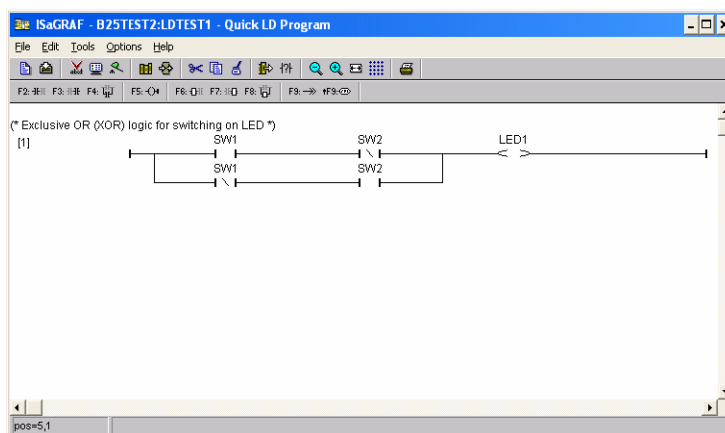 ISaGRAF - B25TEST2:LDTEST1 - Quick LD Program
File Edit Tools Options Help
F2: F3: F4: F5: F6: F7: F8: F9: ↑F9:
(* Exclusive OR (XOR) logic for switching on LED *)
[1] SW1 SW2 LED1
SW1 SW2
pos=5,1